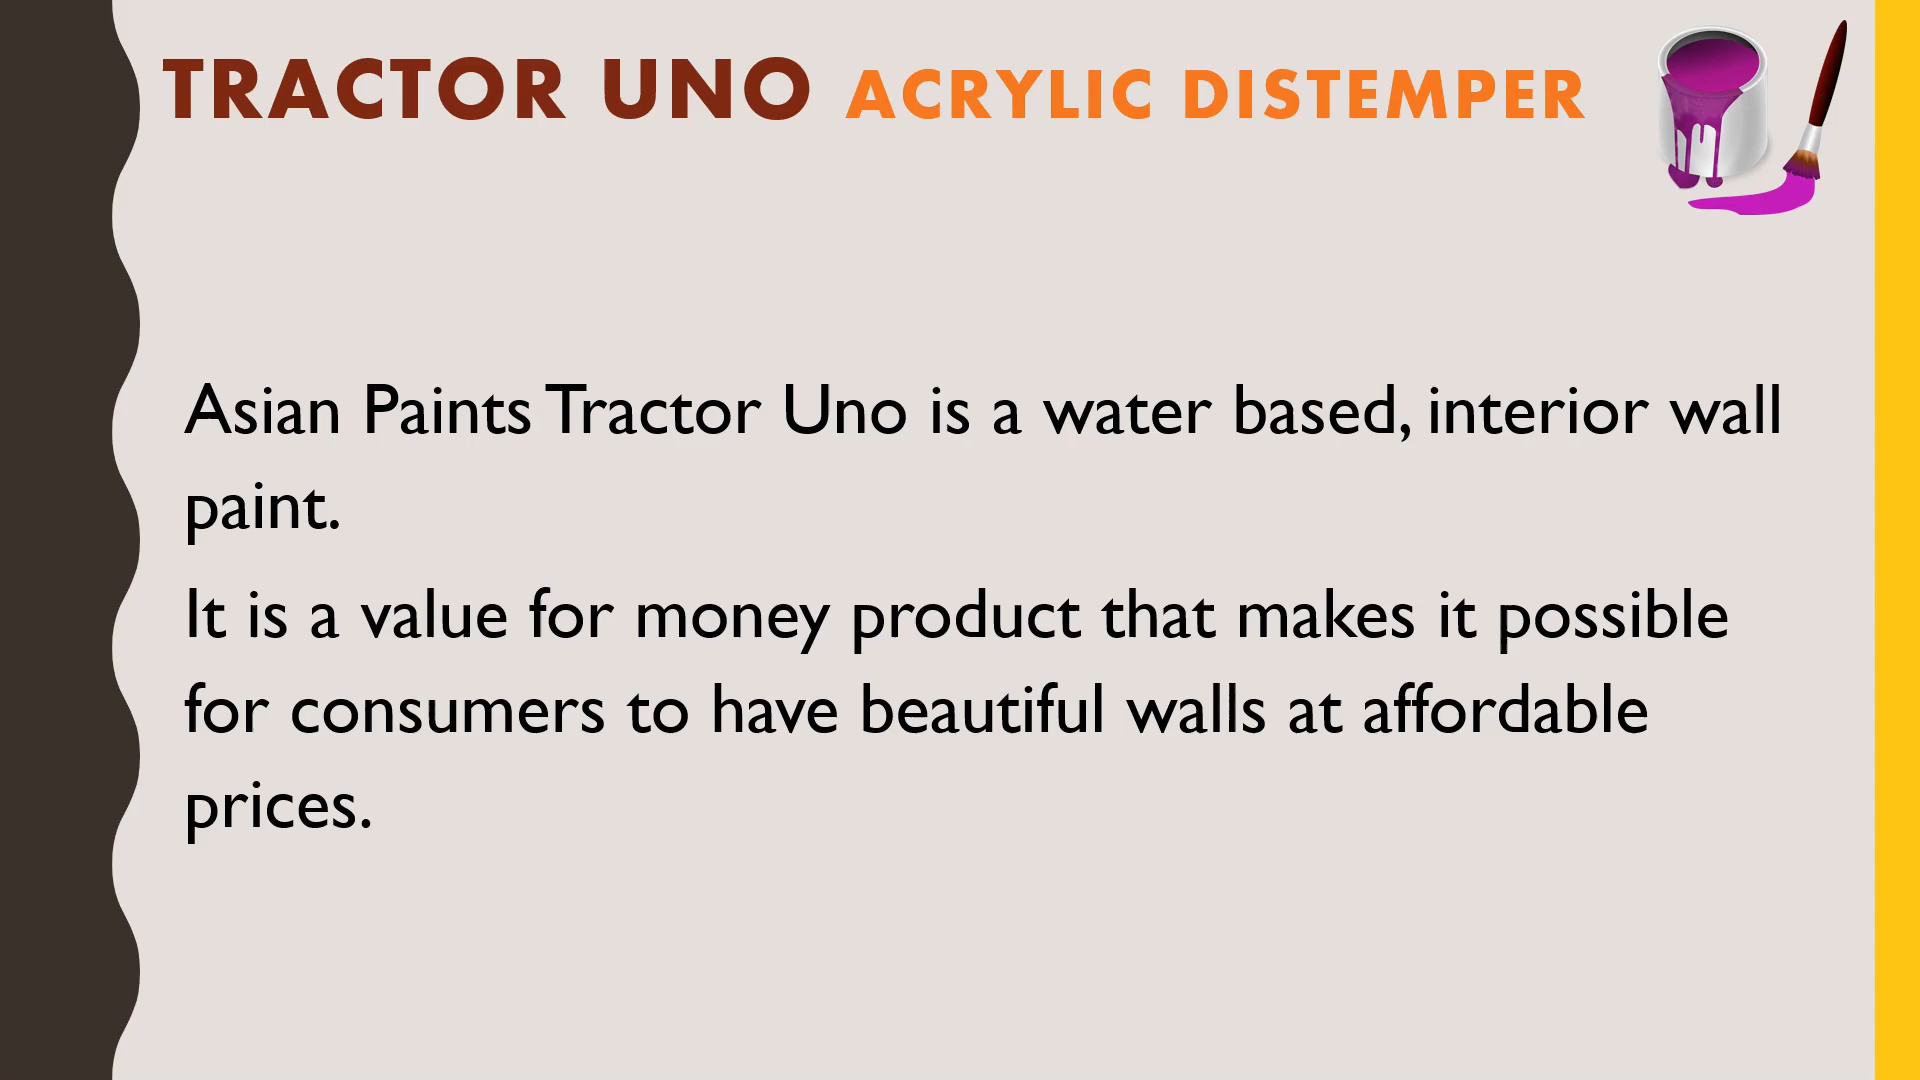 TRACTOR UNO ACRYLIC DISTEMPER
Asian Paints Tractor Uno is a water based, interior wall
paint.
It is a value for money product that makes it possible
for consumers to have beautiful walls at affordable
prices.